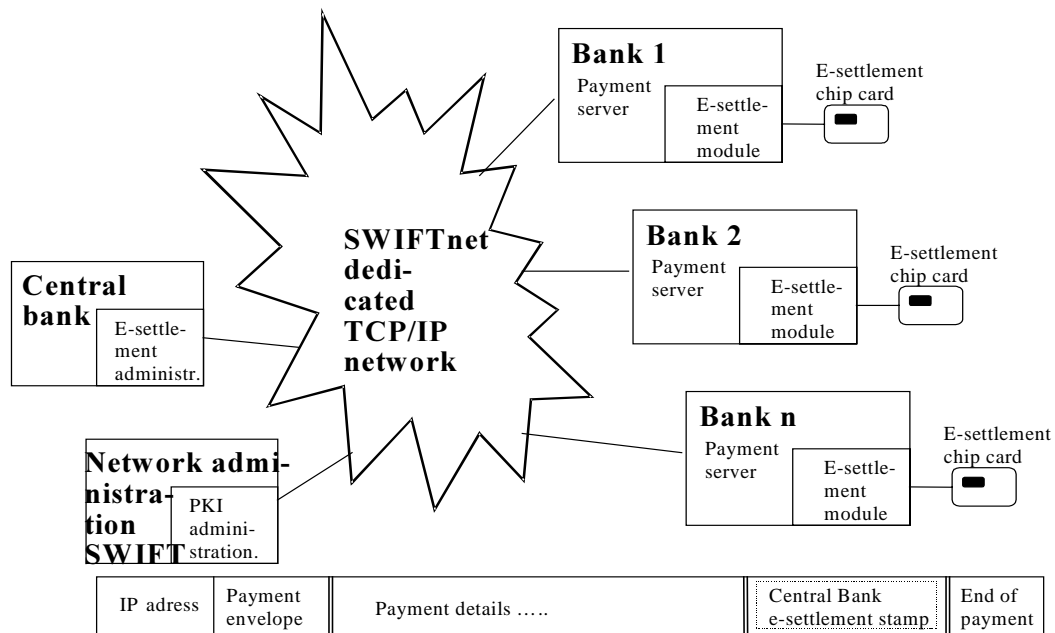 Bank 1
Payment
server
E-settle-
ment
module
E-settlement
chip card
SWIFTnet
dedi-
cated
TCP/IP
network
Bank 2
Payment
server
E-settle-
ment
module
E-settlement
chip card
Central
bank
E-settle-
ment
administr.
Bank n
Payment
server
E-settle-
ment
module
E-settlement
chip card
Network admi-
nistra-
tion
SWIFT
PKI
admini-
stration.
IP adress
Payment
envelope
Payment details .....
Central Bank
e-settlement stamp
End of
payment